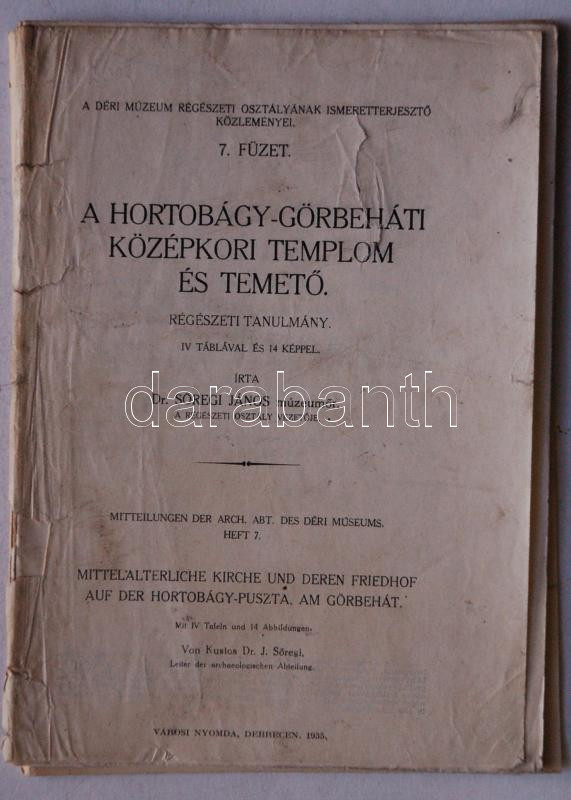 A DÉRI MÚZEUM RÉGÉSZETI OSZTÁLYÁNAK ISMERETTERJESZTŐ
KÖZLEMÉNYEI.
7. FÜZET.
A HORTOBÁGY-GÖRBEHÁTI
KÖZÉPKORI TEMPLOM
ÉS TEMETŐ.
RÉGÉSZETI TANULMÁNY.
IV TÁBLÁVAL ÉS 14 KÉPPEL.
ÍRTA
Dr. SŐREGI JÁNOS múzeumőr,
A RÉGÉSZETI OSZTÁLY VEZETŐJE.
darabanth
MITTEILUNGEN DER ARCH. ABT. DES DÉRI MUSEUMS.
HEFT 7.
MITTELALTERLICHE KIRCHE UND DEREN FRIEDHOF
AUF DER HORTOBÁGY-PUSZTA, AM GÖRBEHÁT.
Mit IV Tafeln und 14 Abbildungen.
Von Kustos Dr. J. Sőregi,
Leiter der archaeologischen Abteilung.
VÁROSI NYOMDA, DEBRECEN. 1935,